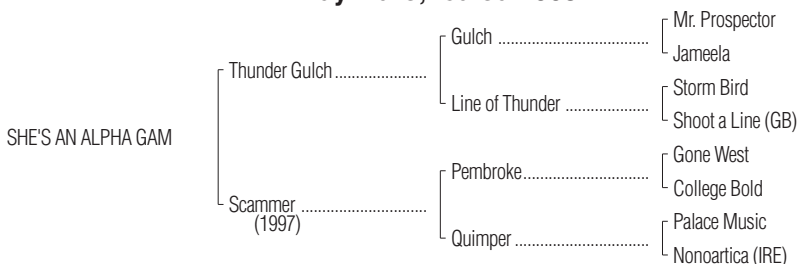 Gulch
Mr. Prospector
Jameela
Thunder Gulch
Line of Thunder
Storm Bird
Shoot a Line (GB)
SHE'S AN ALPHA GAM
Pembroke
Gone West
College Bold
Scammer
(1997)
Quimper
Palace Music
Nonoartica (IRE)